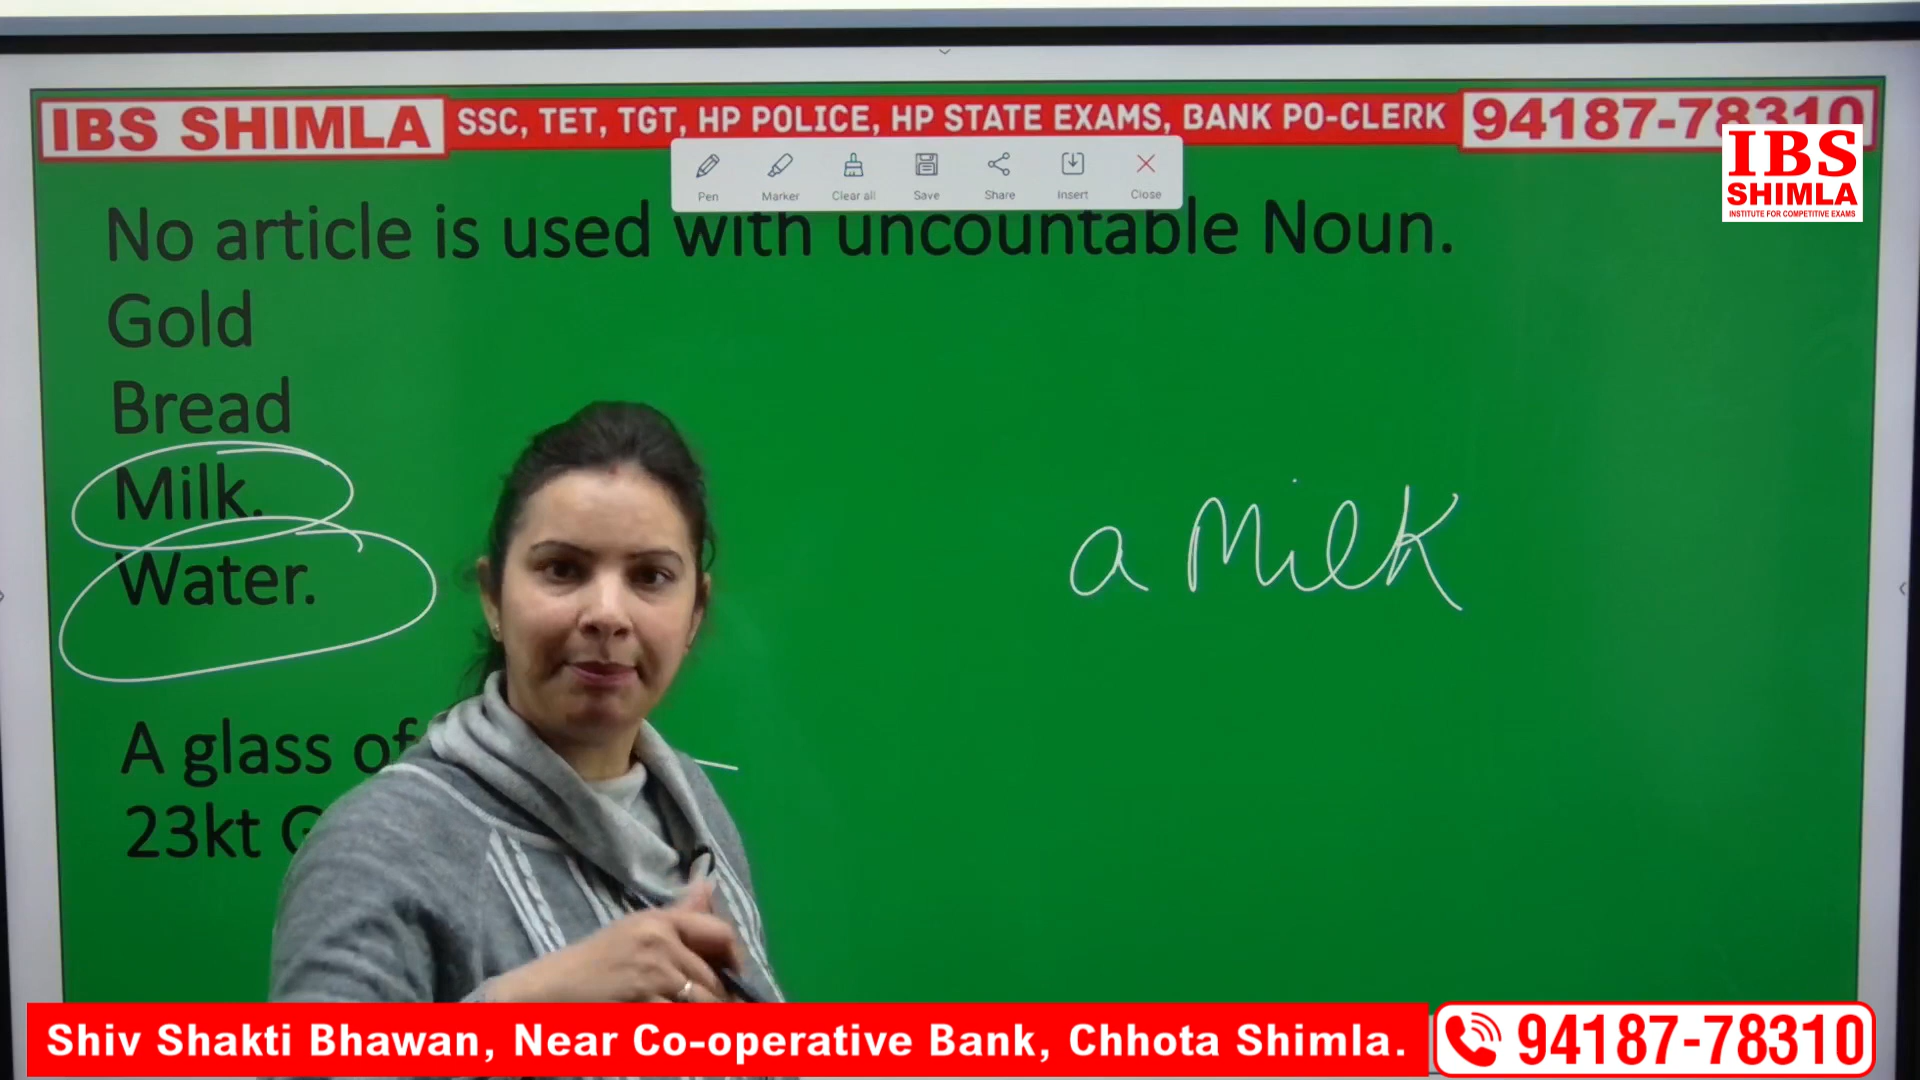 IBS SHIMLA SSC, TET, TGT, HP POLICE, HP STATE EXAMS, BANK PO-CLERK 94187-78310
IBS
SHIMLA
INSTITUTE FOR COMPETITIVE EXAMS
Pen Marker Clear all Save Share Insert Close
No article is used with uncountable Noun.
Gold
Bread
Milk.
a Milk
Water.
A glass of
23kt
Shiv Shakti Bhawan, Near Co-operative Bank, Chhota Shimla. 94187-78310